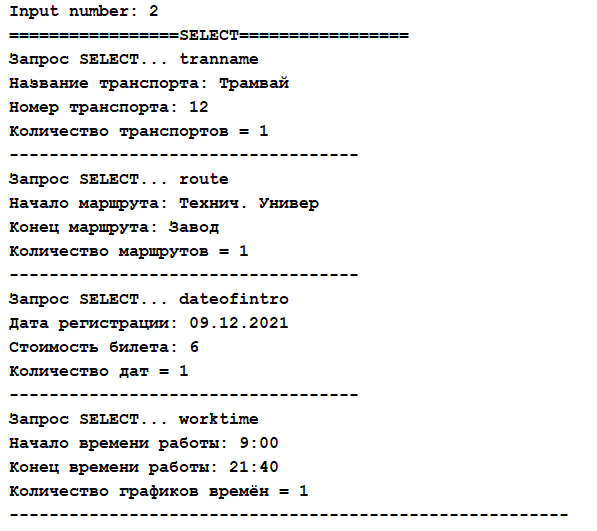 Input number: 2
=================SELECT=================
Запрос SELECT... tranname
Название транспорта: Трамвай
Номер транспорта: 12
Количество транспортов = 1
-----------------------------------
Запрос SELECT... route
Начало маршрута: Технич. Универ
Конец маршрута: Завод
Количество маршрутов = 1
-----------------------------------
Запрос SELECT... dateofintro
Дата регистрации: 09.12.2021
Стоимость билета: 6
Количество дат = 1
-----------------------------------
Запрос SELECT... worktime
Начало времени работы: 9:00
Конец времени работы: 21:40
Количество графиков времён = 1
--------------------------------------------------------